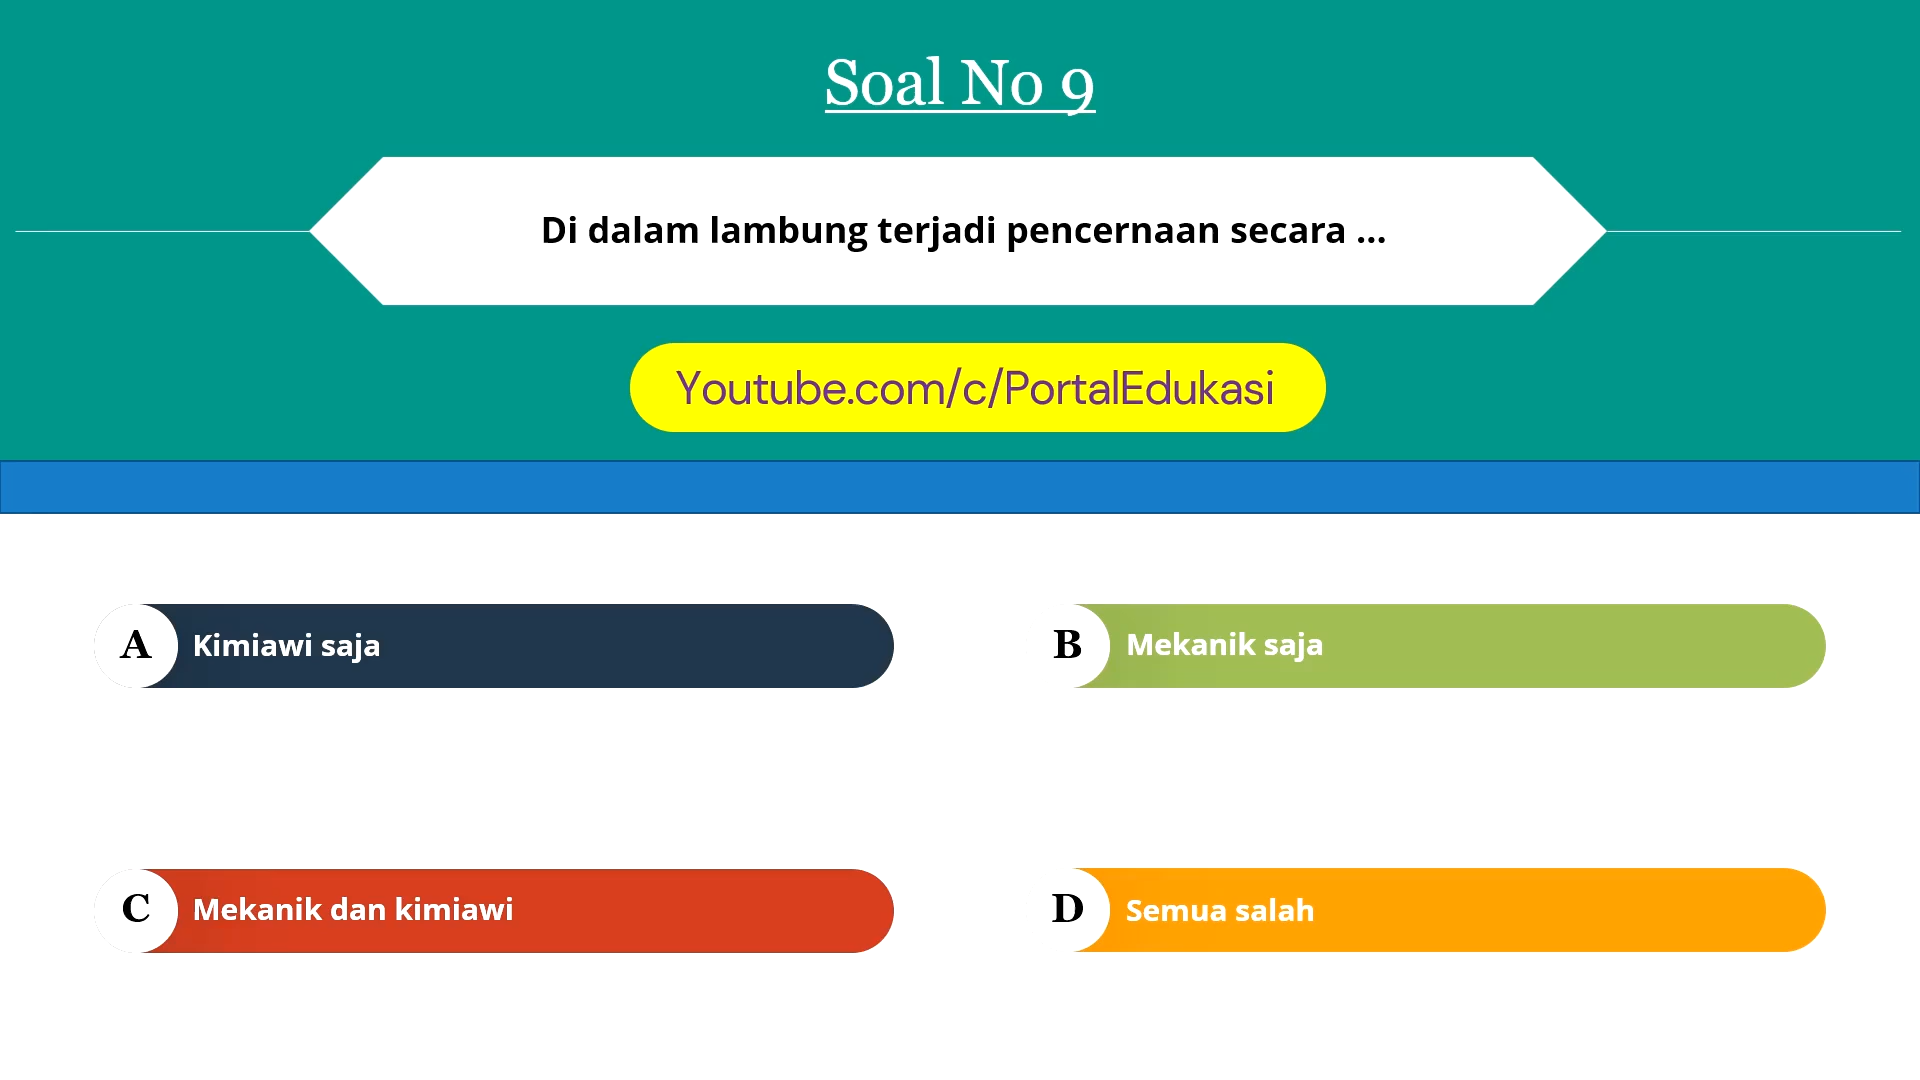 Soal No 9
Di dalam lambung terjadi pencernaan secara ...
Youtube.com/c/PortalEdukasi
A Kimiawi saja
B Mekanik saja
C Mekanik dan kimiawi
D Semua salah